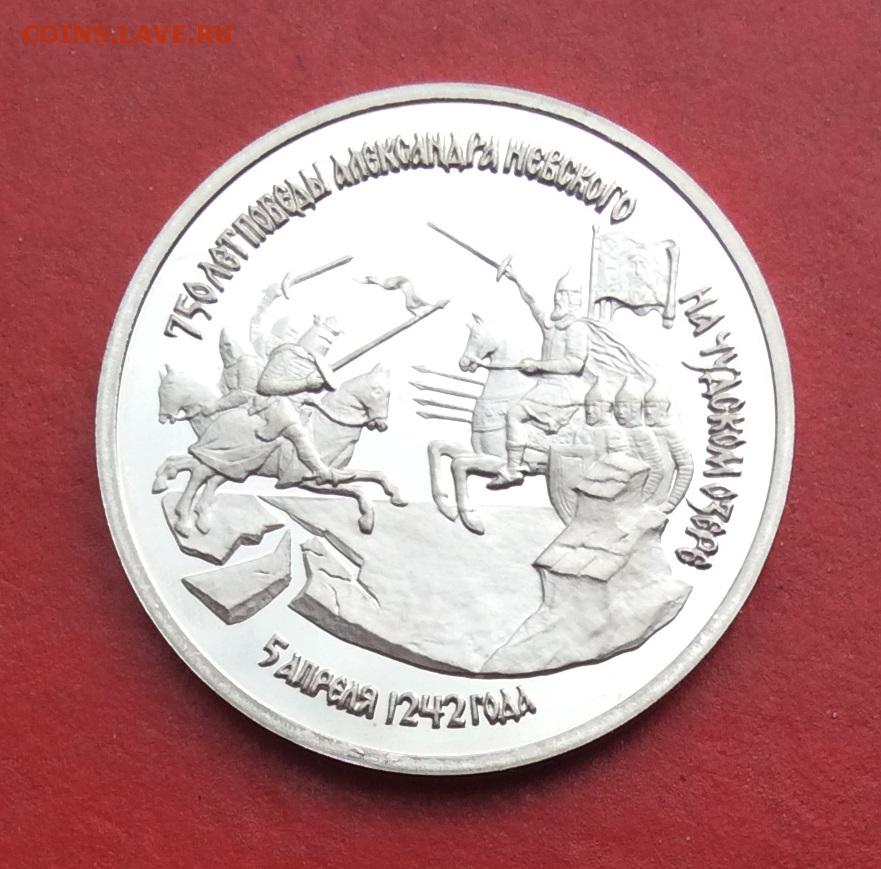 COINS.LAVE.RU
750 ЛЕТ ПОБЕДЫ АЛЕКСАНДРА НЕВСКОГО
НА ЧУДСКОМ ОЗЕРЕ
5 АПРЕЛЯ 1242 ГОДА